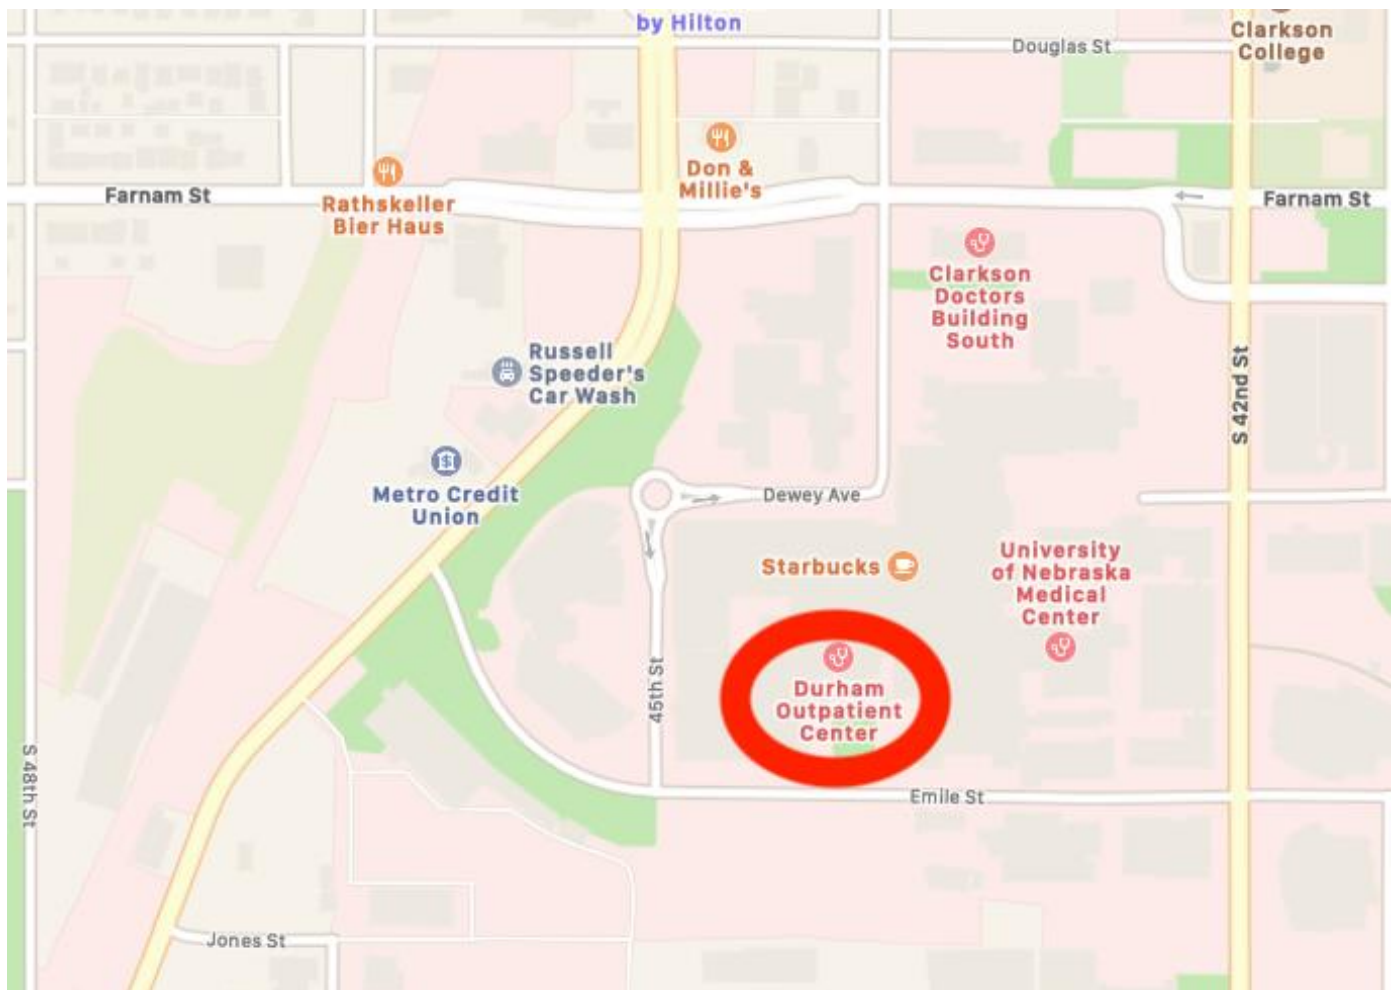 by Hilton
Clarkson
College
Douglas St
Don &
Millie's
Farnam St
Rathskeller
Bier Haus
Farnam St
Clarkson
Doctors
Building
South
Russell
Speeder's
Car Wash
S 42nd St
Metro Credit
Union
Dewey Ave
Starbucks
University
of Nebraska
Medical
Center
45th St
Durham
Outpatient
Center
S 48th St
Emile St
Jones St